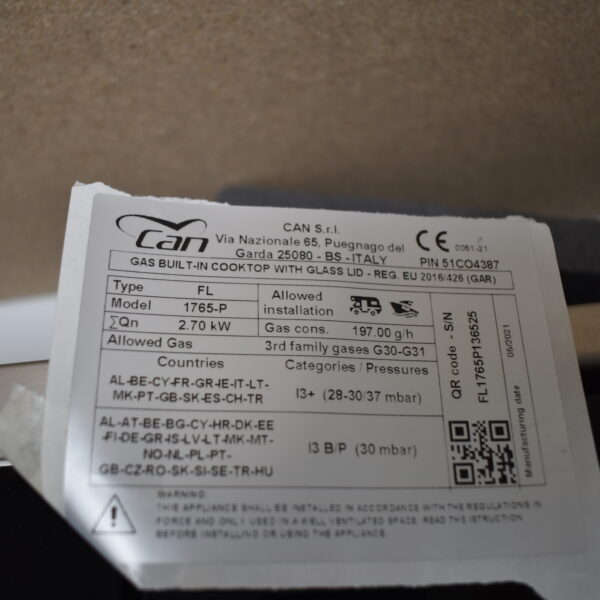 can
CAN S.r.l.
Via Nazionale 65, Puegnago del
Garda 25080 - BS - ITALY
CE 0051-21
PIN 51CO4387
GAS BUILT-IN COOKTOP WITH GLASS LID - REG. EU 2016/426 (GAR)
Type FL
Model 1765-P
∑Qn 2.70 kW
Allowed installation
Gas cons. 197.00 g/h
Allowed Gas 3rd family gases G30-G31
Countries Categories / Pressures
AL-BE-CY-FR-GR-IE-IT-LT-
MK-PT-GB-SK-ES-CH-TR
I3+ (28-30/37 mbar)
AL-AT-BE-BG-CY-HR-DK-EE
-FI-DE-GR-IS-LV-LT-MK-MT-
NO-NL-PL-PT-
GB-CZ-RO-SK-SI-SE-TR-HU
I3 B/P (30 mbar)
QR code - S/N
FL1765P136525
Manufacturing date 05/2021
WARNING
THIS APPLIANCE SHALL BE INSTALLED IN ACCORDANCE WITH THE REGULATIONS IN
FORCE AND ONLY USED IN A WELL VENTILATED SPACE. READ THE ISTRUCTION
BEFORE INSTALLING OR USING THE APPLIANCE.